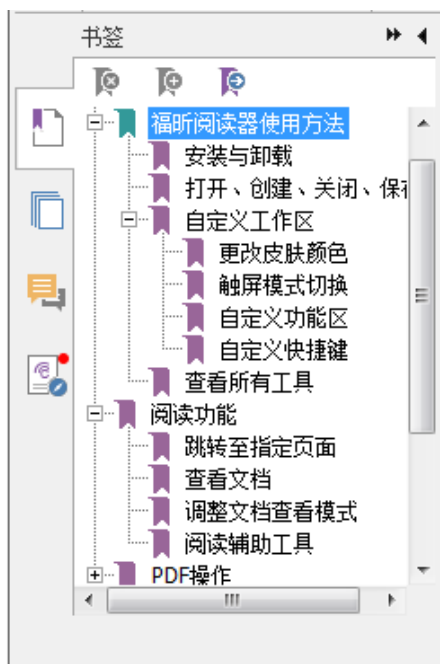 书签
福昕阅读器使用方法
安装与卸载
打开、创建、关闭、保
自定义工作区
更改皮肤颜色
触屏模式切换
自定义功能区
自定义快捷键
查看所有工具
阅读功能
跳转至指定页面
查看文档
调整文档查看模式
阅读辅助工具
PDF操作